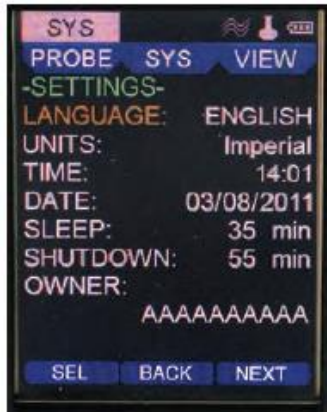 SYS
PROBE SYS VIEW
-SETTINGS-
LANGUAGE: ENGLISH
UNITS: Imperial
TIME: 14:01
DATE: 03/08/2011
SLEEP: 35 min
SHUTDOWN: 55 min
OWNER:
AAAAAAAAAA
SEL BACK NEXT